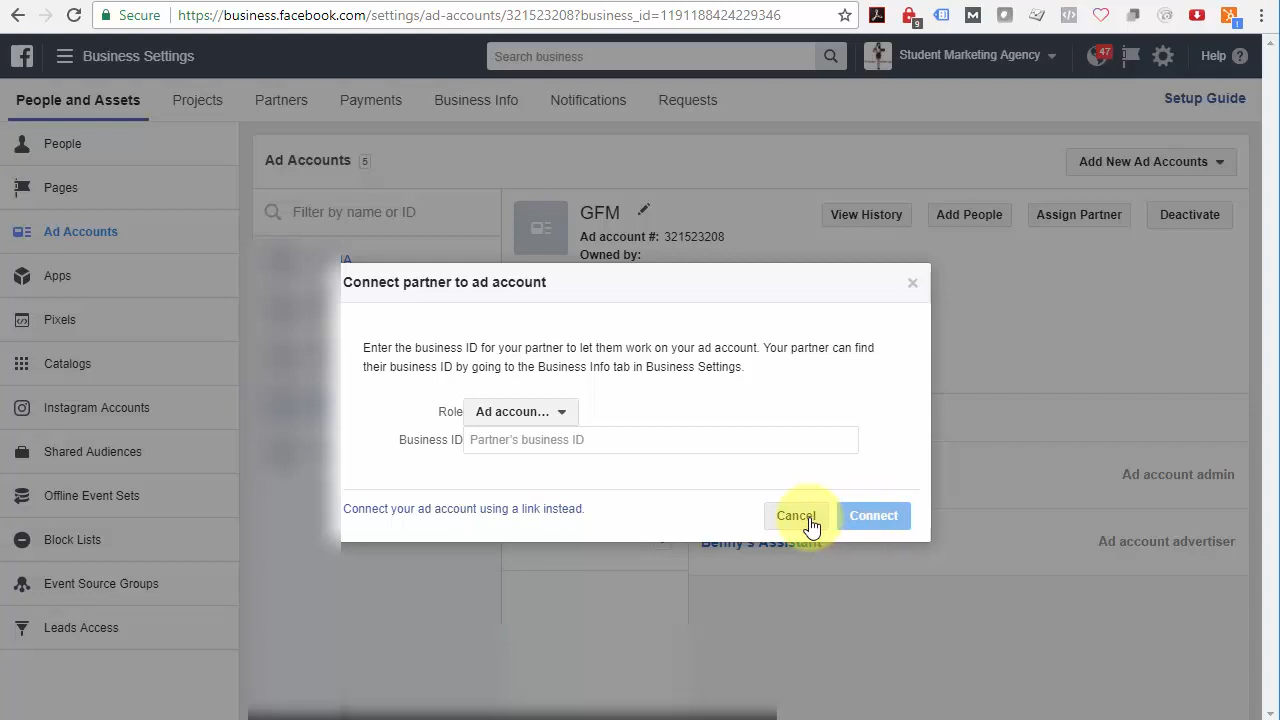 Secure
https://business.facebook.com/settings/ad-accounts/321523208?business_id=1191188424229346
9
M
Business Settings
Search business
Student Marketing Agency
47
Help
People and Assets
Projects
Partners
Payments
Business Info
Notifications
Requests
Setup Guide
People
Pages
Ad Accounts
Apps
Pixels
Catalogs
Instagram Accounts
Shared Audiences
Offline Event Sets
Block Lists
Event Source Groups
Leads Access
Ad Accounts 5
Add New Ad Accounts
Filter by name or ID
GFM
View History
Add People
Assign Partner
Deactivate
Ad account #: 321523208
Owned by:
Connect partner to ad account
Enter the business ID for your partner to let them work on your ad account. Your partner can find
their business ID by going to the Business Info tab in Business Settings.
Role
Ad accoun...
Business ID
Partner's business ID
Connect your ad account using a link instead.
Cancel
Connect
Ad account admin
Benny's Assistant
Ad account advertiser